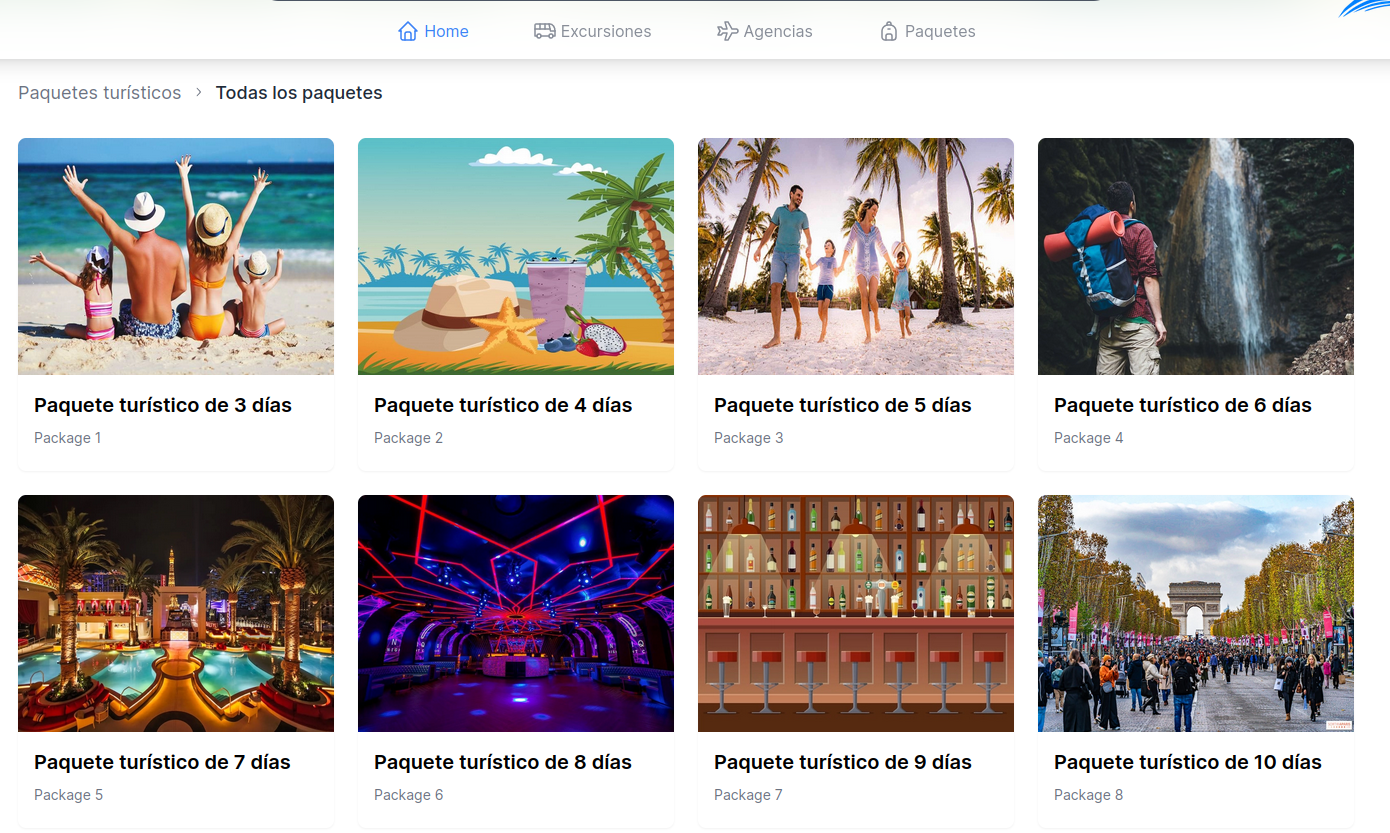 Home
Excursiones
Agencias
Paquetes
Paquetes turísticos › Todas los paquetes
Paquete turístico de 3 días
Package 1
Paquete turístico de 4 días
Package 2
Paquete turístico de 5 días
Package 3
Paquete turístico de 6 días
Package 4
Paquete turístico de 7 días
Package 5
Paquete turístico de 8 días
Package 6
Paquete turístico de 9 días
Package 7
Paquete turístico de 10 días
Package 8